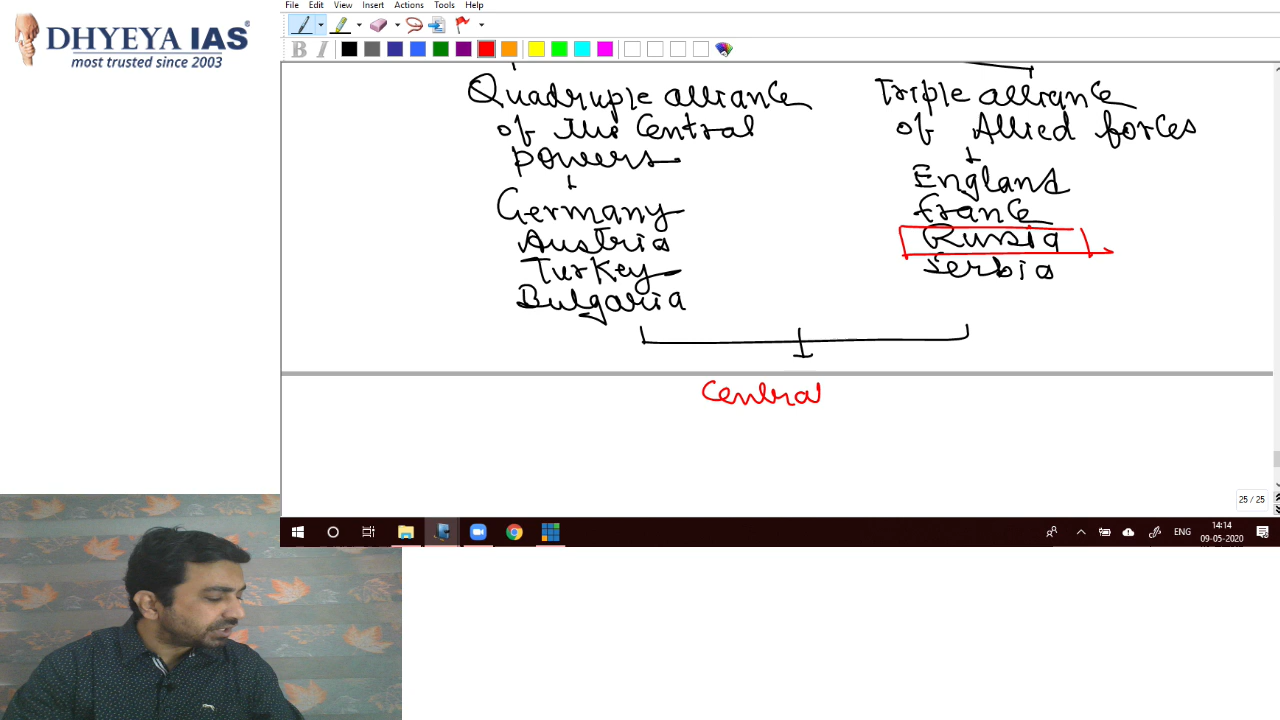 File Edit View Insert Actions Tools Help
DHYEYA IAS®
most trusted since 2003
B I
Quadruple alliance
of the Central
powers
Germany
Austria
Turkey
Bulgaria
Triple alliance
of Allied forces
England
france
Russia
Serbia
Central
25 / 25
ENG
14:14
09-05-2020